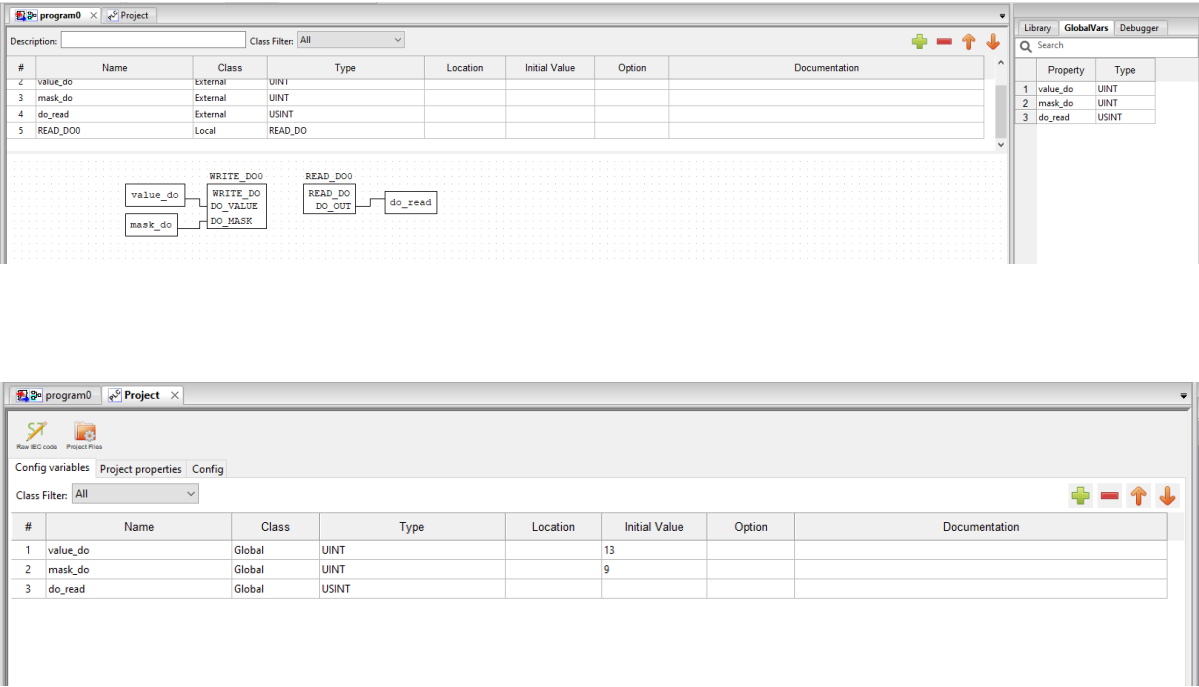 program0 Project
Description: Class Filter: All
# Name Class Type Location Initial Value Option Documentation
2 value_do External UINT
3 mask_do External UINT
4 do_read External USINT
5 READ_DO0 Local READ_DO
WRITE_DO0 READ_DO0
value_do WRITE_DO READ_DO do_read
DO_VALUE DO_OUT
mask_do DO_MASK
Library GlobalVars Debugger
Search
Property Type
1 value_do UINT
2 mask_do UINT
3 do_read USINT
program0 Project
ST
Raw IEC code Project Files
Config variables Project properties Config
Class Filter: All
# Name Class Type Location Initial Value Option Documentation
1 value_do Global UINT 13
2 mask_do Global UINT 9
3 do_read Global USINT